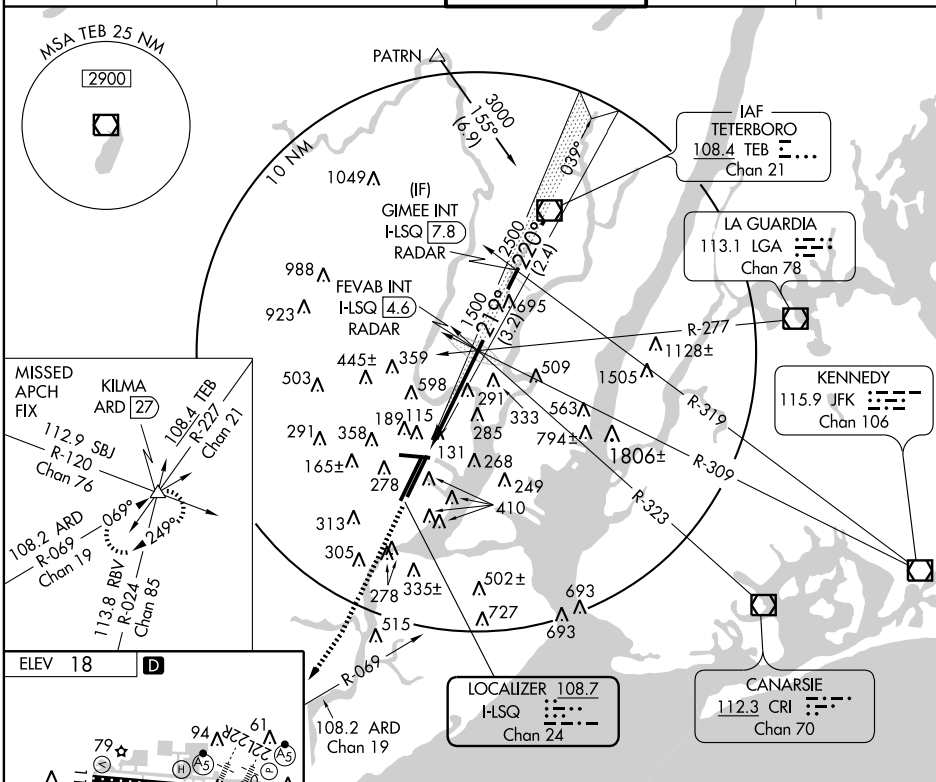 MSA TEB 25 NM
2900
PATRN
3000
155°
(6.9)
10 NM
039°
IAF
TETERBORO
108.4 TEB
Chan 21
1049
(IF)
GIMEE INT
I-LSQ 7.8
RADAR
2500
220°
(2.4)
LA GUARDIA
113.1 LGA
Chan 78
988
923
FEVAB INT
I-LSQ 4.6
RADAR
1500
219°
(3.2)
695
R-277
1128±
1505
445±
359
503
598
509
291
333
563
189
115
285
794±
1806±
291
358
131
165±
278
268
249
410
313
305
278
335±
502±
727
693
693
515
R-319
R-309
R-323
KENNEDY
115.9 JFK
Chan 106
MISSED
APCH
FIX
KILMA
ARD 27
108.4 TEB
R-227
Chan 21
112.9 SBJ
R-120
Chan 76
069°
249°
108.2 ARD
R-069
Chan 19
113.8 RBV
R-024
Chan 85
R-069
108.2 ARD
Chan 19
LOCALIZER 108.7
I-LSQ
Chan 24
CANARSIE
112.3 CRI
Chan 70
ELEV 18
D
79
94
61
22R
22L
A5
A5
V
H
P
11